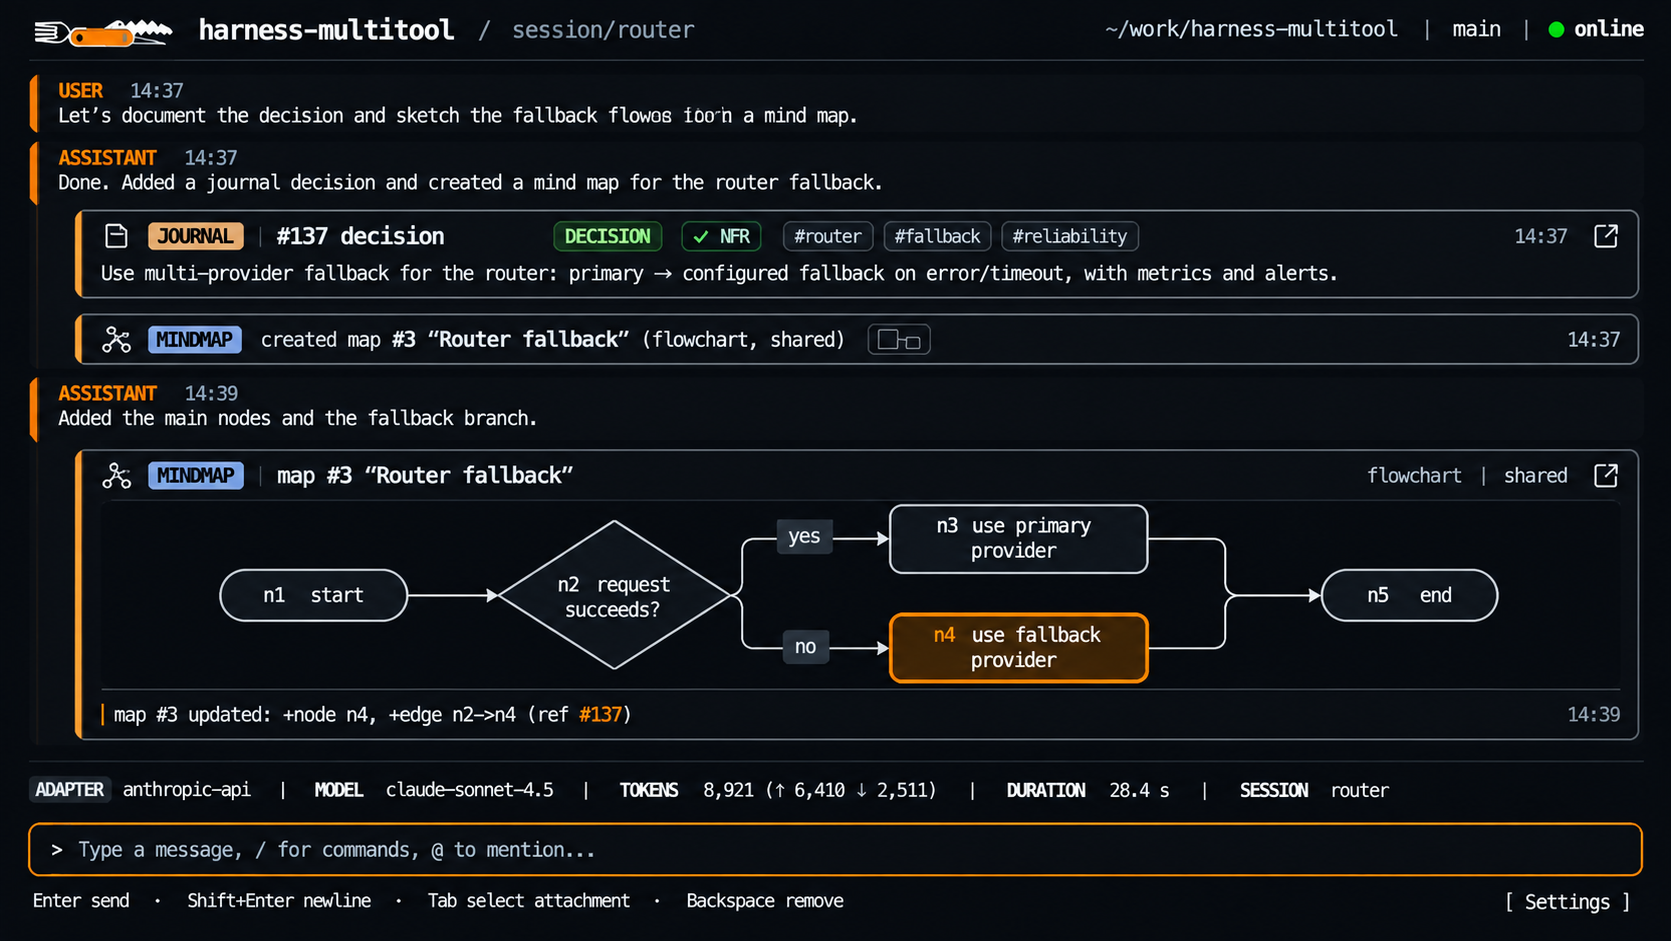 harness-multitool / session/router
~/work/harness-multitool | main | online
USER 14:37
Let's document the decision and sketch the fallback a mind map.
ASSISTANT 14:37
Done. Added a journal decision and created a mind map for the router fallback.
JOURNAL | #137 decision DECISION ✓ NFR #router #fallback #reliability 14:37
Use multi-provider fallback for the router: primary → configured fallback on error/timeout, with metrics and alerts.
MINDMAP created map #3 “Router fallback” (flowchart, shared) 14:37
ASSISTANT 14:39
Added the main nodes and the fallback branch.
MINDMAP | map #3 “Router fallback” flowchart | shared
n1 start
n2 request
succeeds?
yes
n3 use primary
provider
no
n4 use fallback
provider
n5 end
map #3 updated: +node n4, +edge n2->n4 (ref #137) 14:39
ADAPTER anthropic-api | MODEL claude-sonnet-4.5 | TOKENS 8,921 (↑ 6,410 ↓ 2,511) | DURATION 28.4 s | SESSION router
> Type a message, / for commands, @ to mention...
Enter send · Shift+Enter newline · Tab select attachment · Backspace remove
[ Settings ]